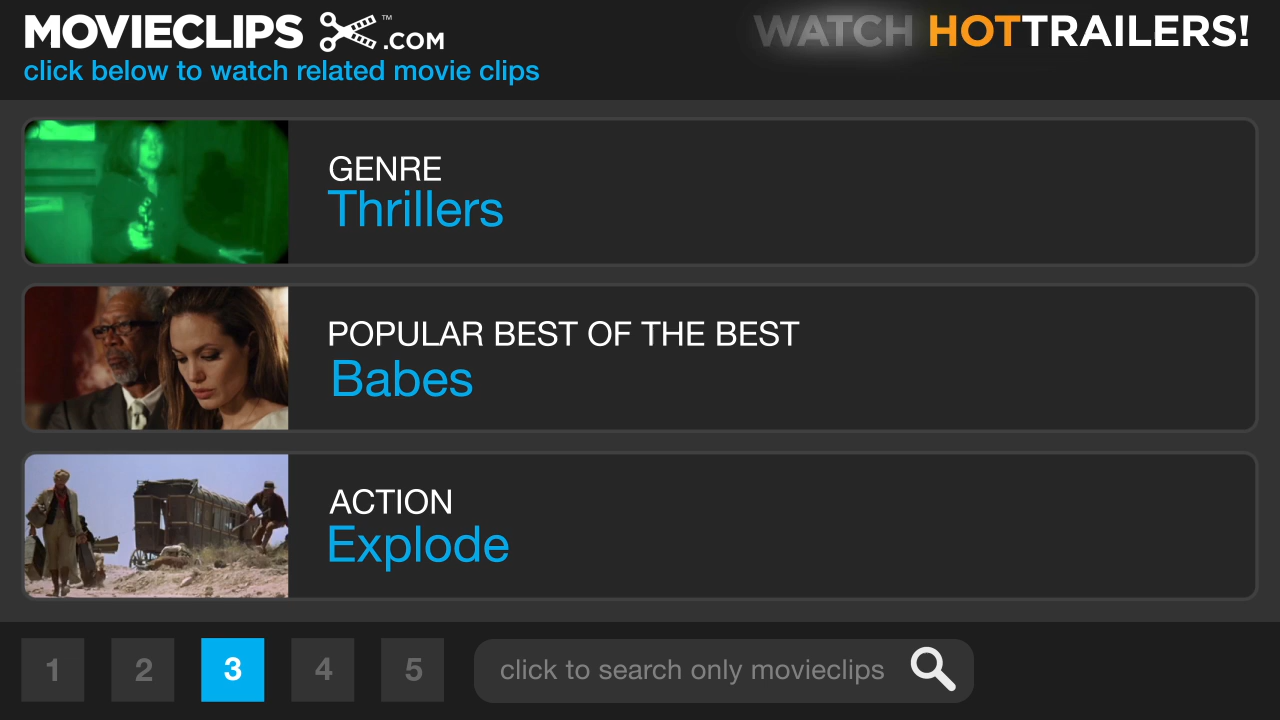 MOVIECLIPS ™ .COM
WATCH HOTTRAILERS!
click below to watch related movie clips
GENRE
Thrillers
POPULAR BEST OF THE BEST
Babes
ACTION
Explode
1 2 3 4 5 click to search only movieclips